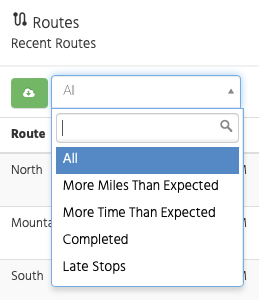 Routes
Recent Routes
All
Route
All
North
More Miles Than Expected
More Time Than Expected
Completed
Late Stops
South